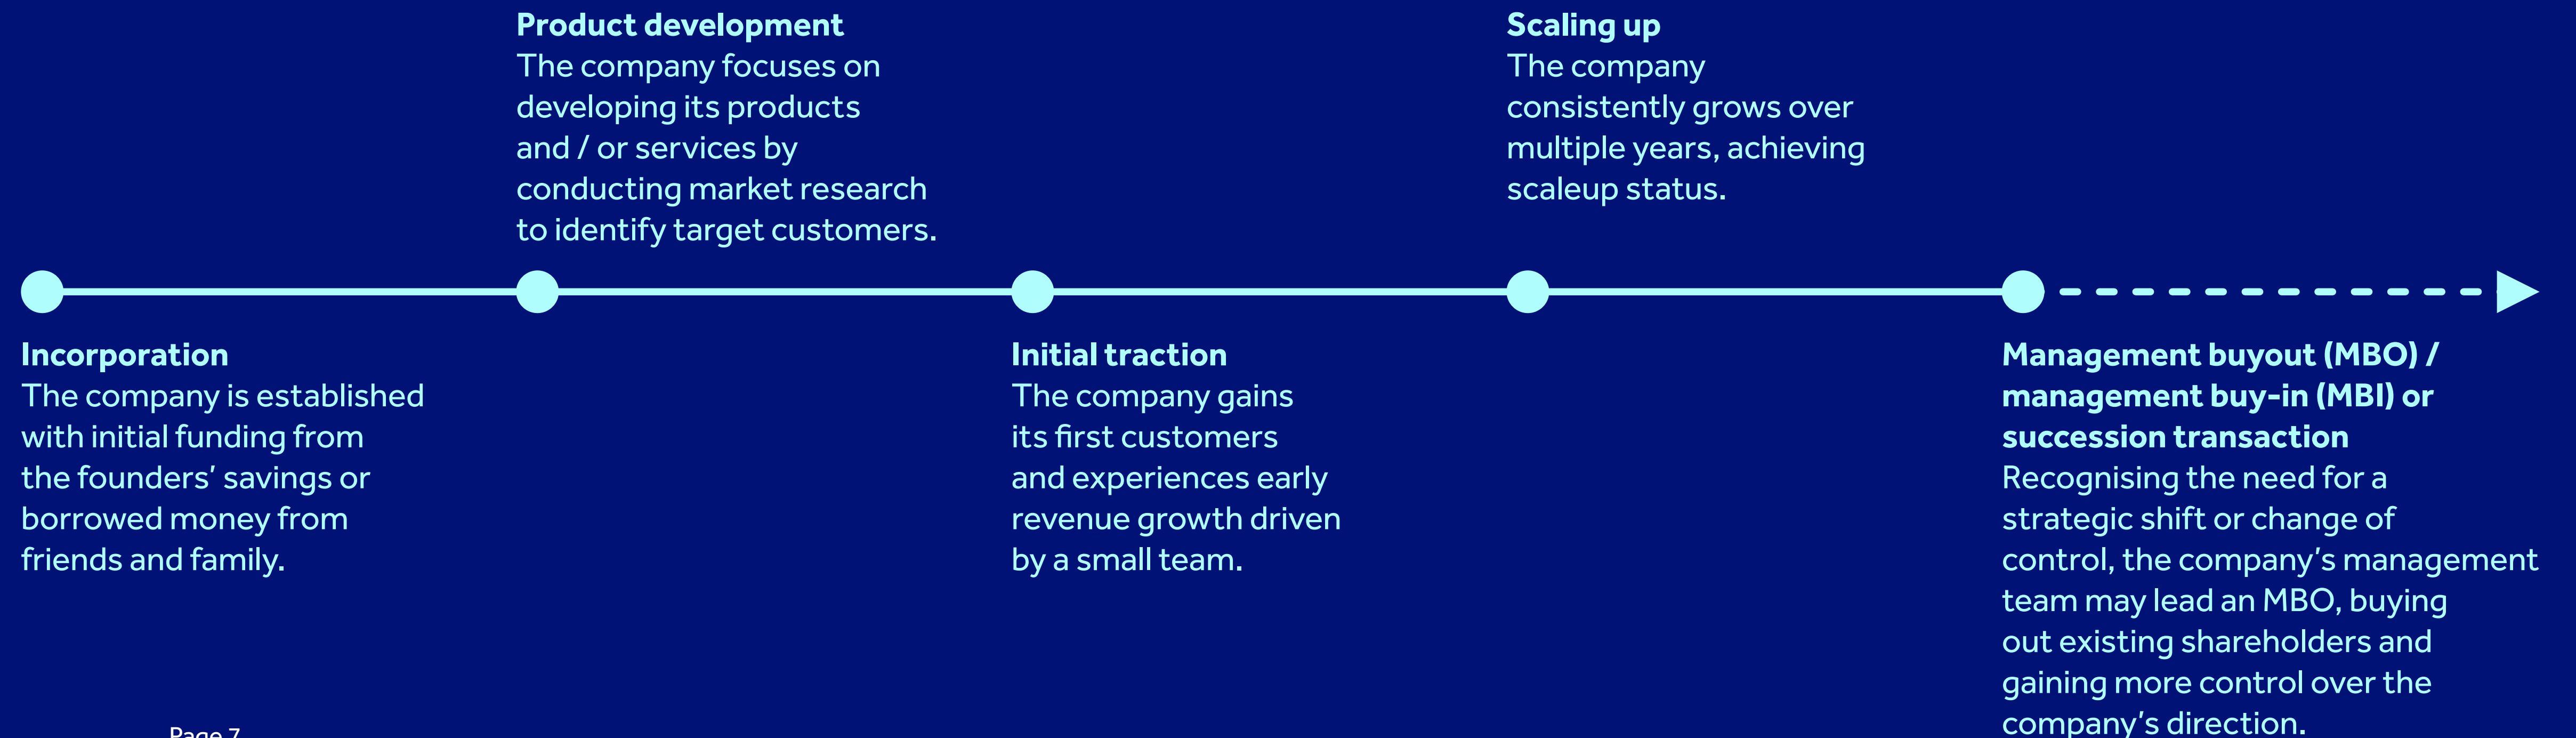 Product development
The company focuses on
developing its products
and / or services by
conducting market research
to identify target customers.
Scaling up
The company
consistently grows over
multiple years, achieving
scaleup status.
Incorporation
The company is established
with initial funding from
the founders’ savings or
borrowed money from
friends and family.
Initial traction
The company gains
its first customers
and experiences early
revenue growth driven
by a small team.
Management buyout (MBO) /
management buy-in (MBI) or
succession transaction
Recognising the need for a
strategic shift or change of
control, the company’s management
team may lead an MBO, buying
out existing shareholders and
gaining more control over the
company’s direction.
Page 7